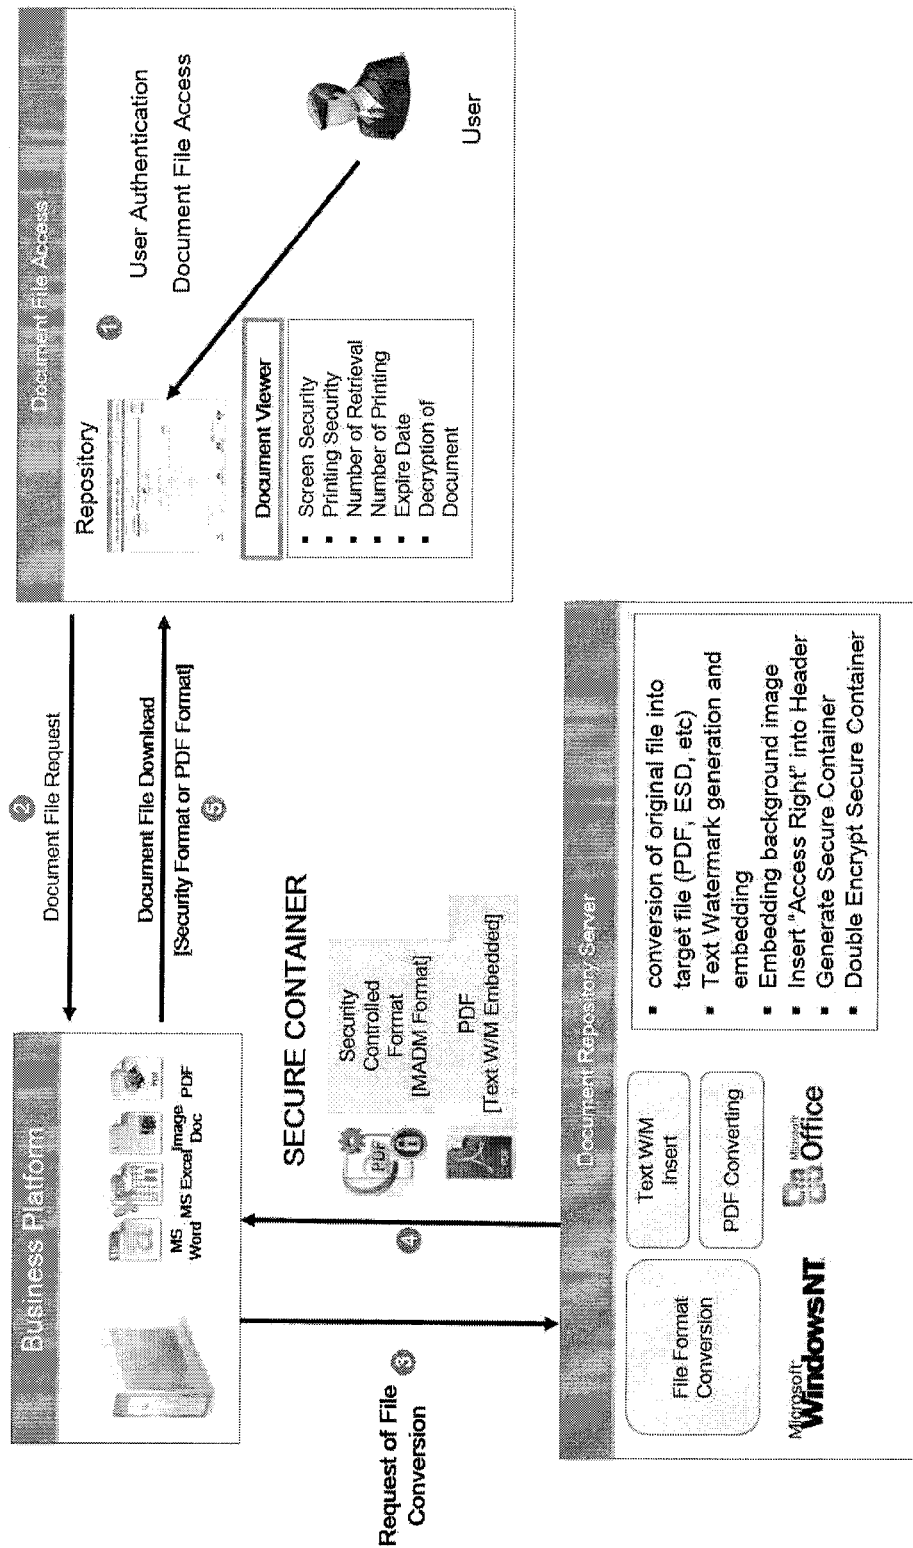 Business Platform
MS
Word
MS Excel
Image
Doc
PDF
2
Document File Request
Document File Download
[Security Format or PDF Format]
5
Document File Access
Repository
1
User Authentication
Document File Access
User
Document Viewer
▪ Screen Security
▪ Printing Security
▪ Number of Retrieval
▪ Number of Printing
▪ Expire Date
▪ Decryption of
Document
Request of File
Conversion
3
4
SECURE CONTAINER
PDF
Security
Controlled
Format
[MADM Format]
PDF
[Text W/M Embedded]
Document Repository Server
File Format
Conversion
Text W/M
Insert
PDF Converting
Microsoft
WindowsNT
Microsoft
Office
▪ conversion of original file into
target file (PDF, ESD, etc)
▪ Text Watermark generation and
embedding
▪ Embedding background image
▪ Insert "Access Right" into Header
▪ Generate Secure Container
▪ Double Encrypt Secure Container